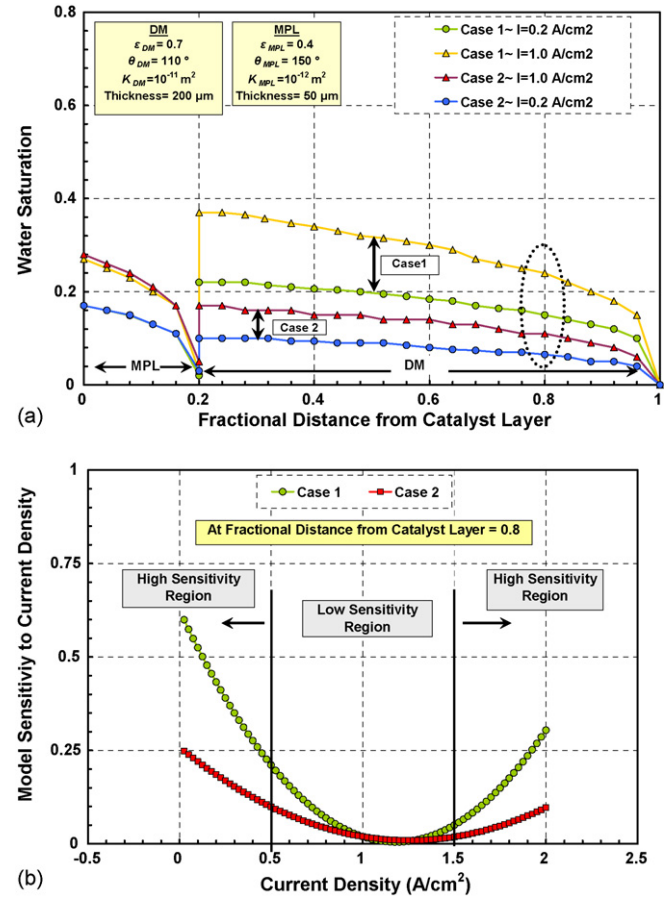 DM
ε DM = 0.7
θ DM = 110 °
K DM =10⁻¹¹ m²
Thickness= 200 μm
MPL
ε MPL = 0.4
θ MPL = 150 °
K MPL =10⁻¹² m²
Thickness= 50 μm
Case 1~ I=0.2 A/cm2
Case 1~ I=1.0 A/cm2
Case 2~ I=1.0 A/cm2
Case 2~ I=0.2 A/cm2
Water Saturation
0.8
0.6
0.4
0.2
0
Case1
Case 2
MPL
DM
0 0.2 0.4 0.6 0.8 1
Fractional Distance from Catalyst Layer
(a)
Model Sensitiviy to Current Density
1
0.75
0.5
0.25
0
Case 1 Case 2
At Fractional Distance from Catalyst Layer = 0.8
High Sensitivity
Region
Low Sensitivity
Region
High Sensitivity
Region
-0.5 0 0.5 1 1.5 2 2.5
Current Density (A/cm²)
(b)